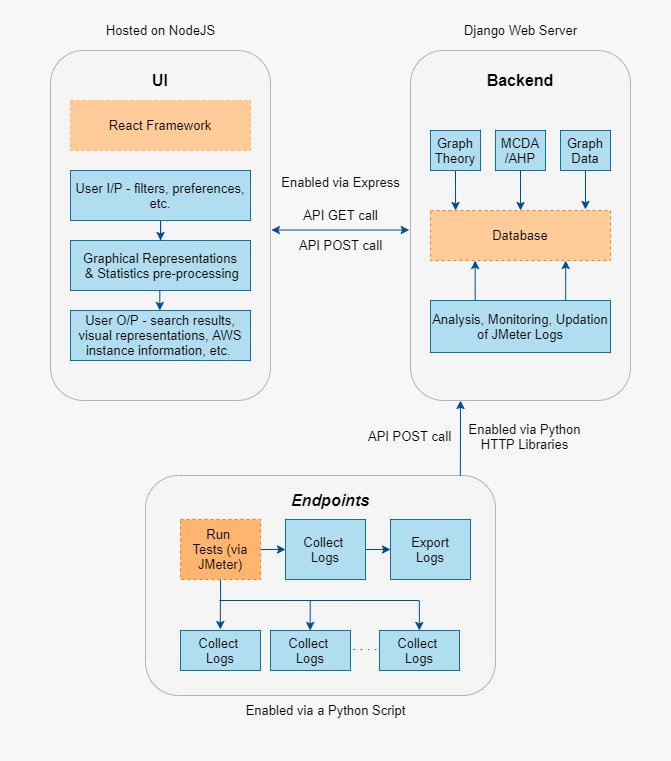 Hosted on NodeJS
Django Web Server
UI
React Framework
User I/P - filters, preferences,
etc.
Graphical Representations
& Statistics pre-processing
User O/P - search results,
visual representations, AWS
instance information, etc.
Enabled via Express
API GET call
API POST call
Backend
Graph
Theory
MCDA
/AHP
Graph
Data
Database
Analysis, Monitoring, Updation
of JMeter Logs
API POST call
Enabled via Python
HTTP Libraries
Endpoints
Run
Tests (via
JMeter)
Collect
Logs
Export
Logs
Collect
Logs
Collect
Logs
. . . .
Collect
Logs
Enabled via a Python Script